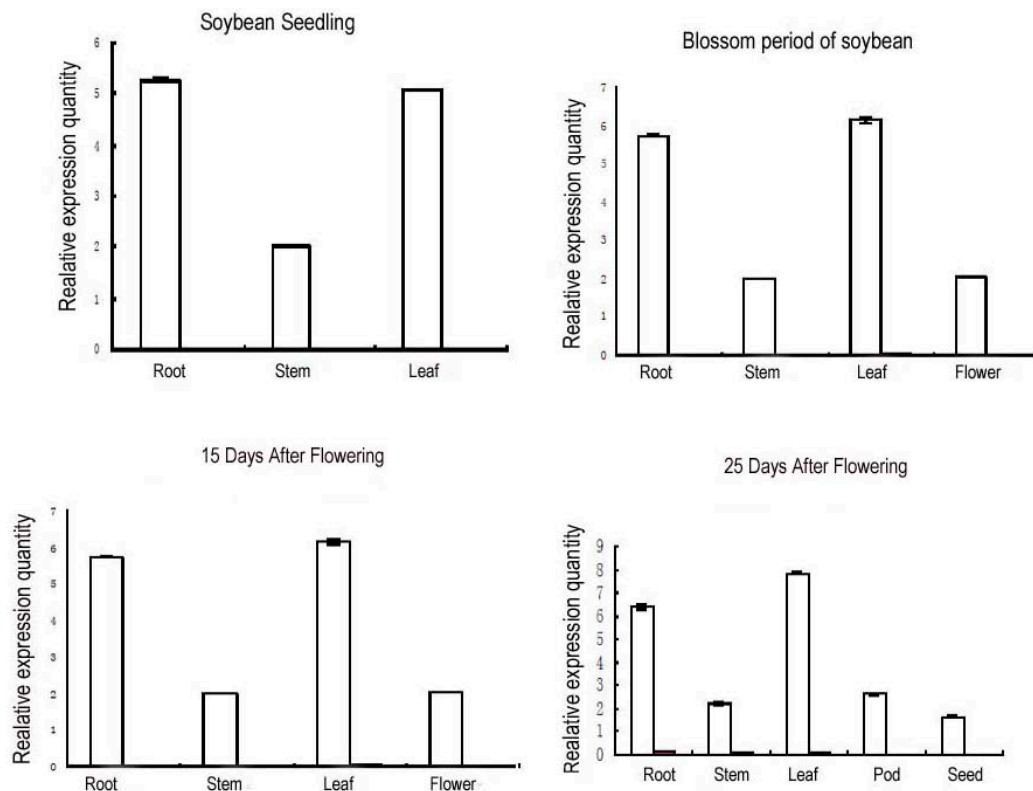 Soybean Seedling
Realative expression quantity
6
5
4
3
2
1
0
Root Stem Leaf
Blossom period of soybean
Realative expression quantity
7
6
5
4
3
2
1
0
Root Stem Leaf Flower
15 Days After Flowering
Realative expression quantity
7
6
5
4
3
2
1
0
Root Stem Leaf Flower
25 Days After Flowering
Realative expression quantity
9
8
7
6
5
4
3
2
1
0
Root Stem Leaf Pod Seed